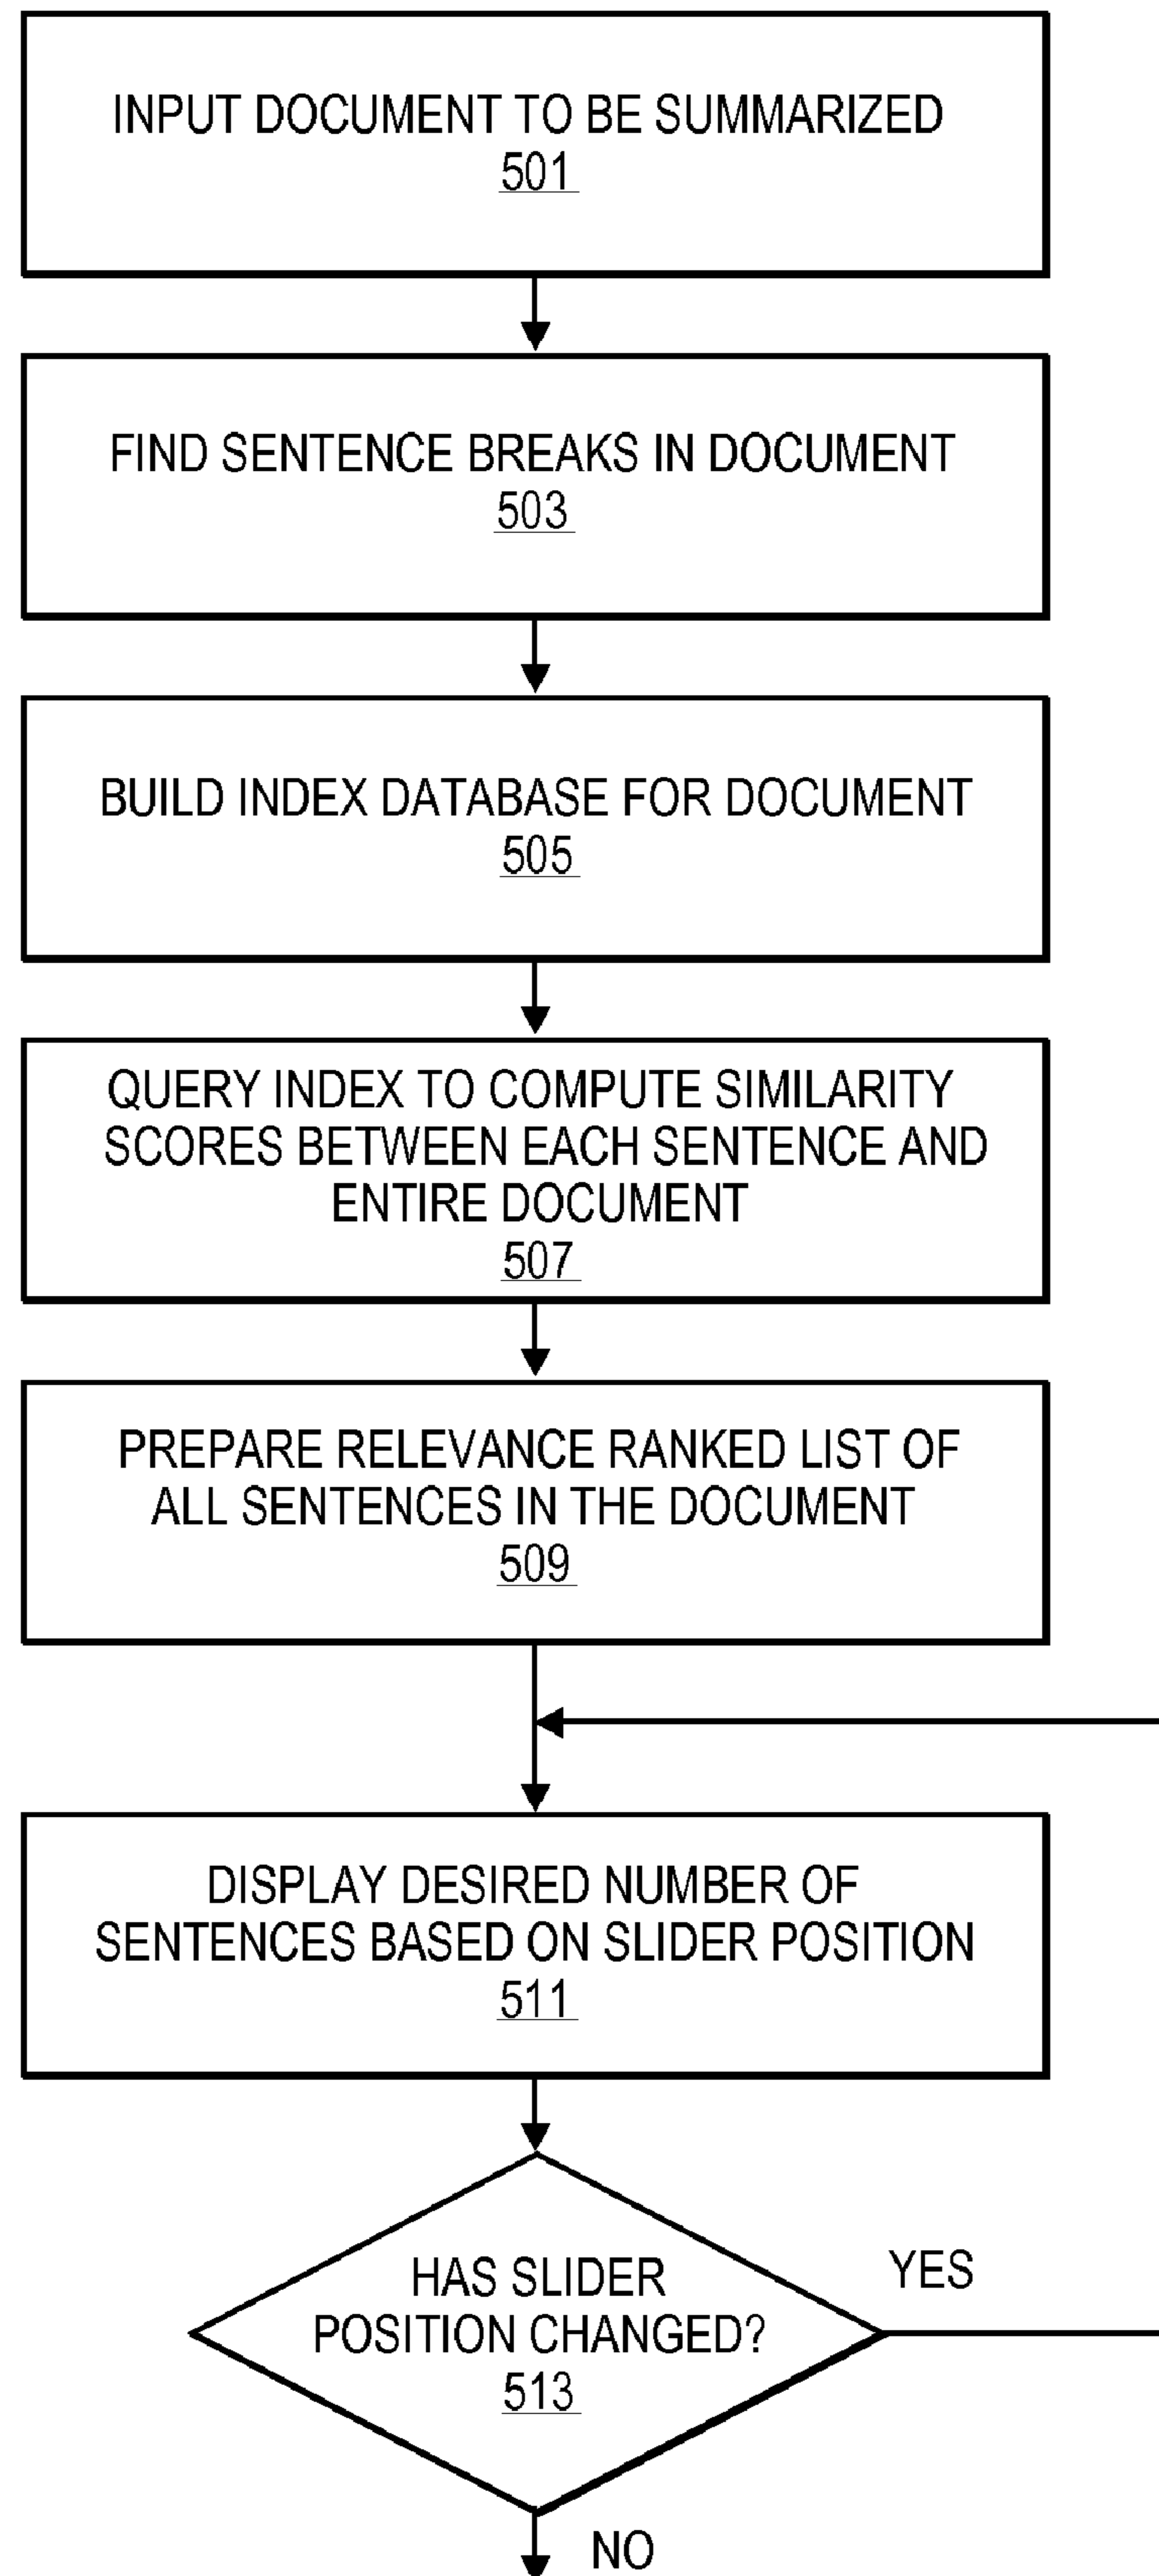 INPUT DOCUMENT TO BE SUMMARIZED
501
FIND SENTENCE BREAKS IN DOCUMENT
503
BUILD INDEX DATABASE FOR DOCUMENT
505
QUERY INDEX TO COMPUTE SIMILARITY
SCORES BETWEEN EACH SENTENCE AND
ENTIRE DOCUMENT
507
PREPARE RELEVANCE RANKED LIST OF
ALL SENTENCES IN THE DOCUMENT
509
DISPLAY DESIRED NUMBER OF
SENTENCES BASED ON SLIDER POSITION
511
HAS SLIDER
POSITION CHANGED?
513
YES
NO